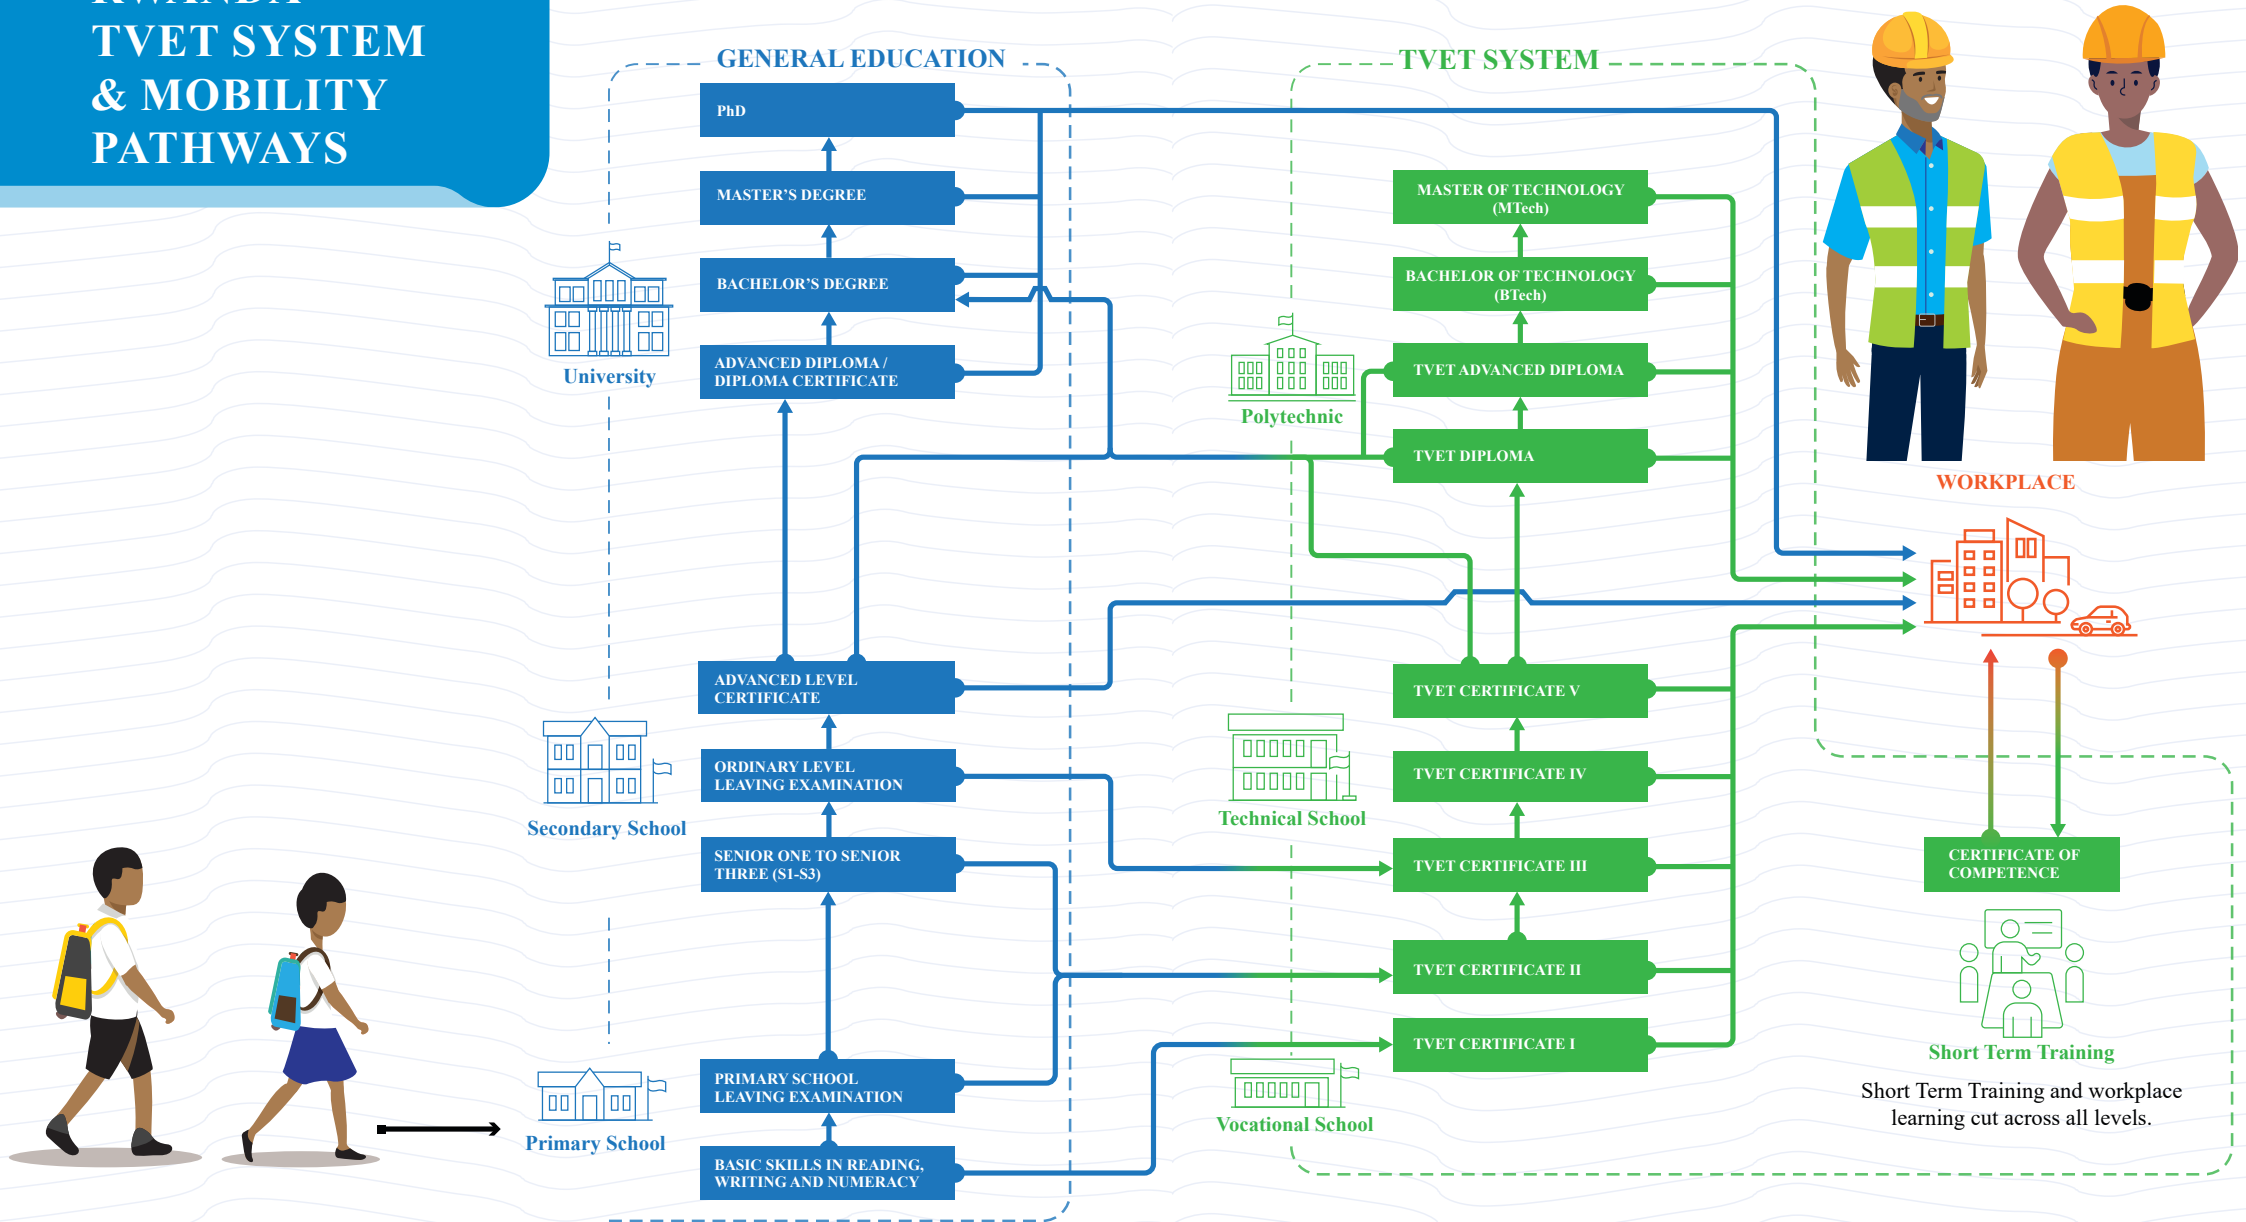 RWANDA
TVET SYSTEM
& MOBILITY
PATHWAYS
GENERAL EDUCATION
PhD
MASTER'S DEGREE
BACHELOR'S DEGREE
ADVANCED DIPLOMA /
DIPLOMA CERTIFICATE
University
ADVANCED LEVEL
CERTIFICATE
ORDINARY LEVEL
LEAVING EXAMINATION
SENIOR ONE TO SENIOR
THREE (S1-S3)
Secondary School
PRIMARY SCHOOL
LEAVING EXAMINATION
BASIC SKILLS IN READING,
WRITING AND NUMERACY
Primary School
TVET SYSTEM
MASTER OF TECHNOLOGY
(MTech)
BACHELOR OF TECHNOLOGY
(BTech)
TVET ADVANCED DIPLOMA
TVET DIPLOMA
Polytechnic
TVET CERTIFICATE V
TVET CERTIFICATE IV
TVET CERTIFICATE III
Technical School
TVET CERTIFICATE II
TVET CERTIFICATE I
Vocational School
WORKPLACE
CERTIFICATE OF
COMPETENCE
Short Term Training
Short Term Training and workplace
learning cut across all levels.